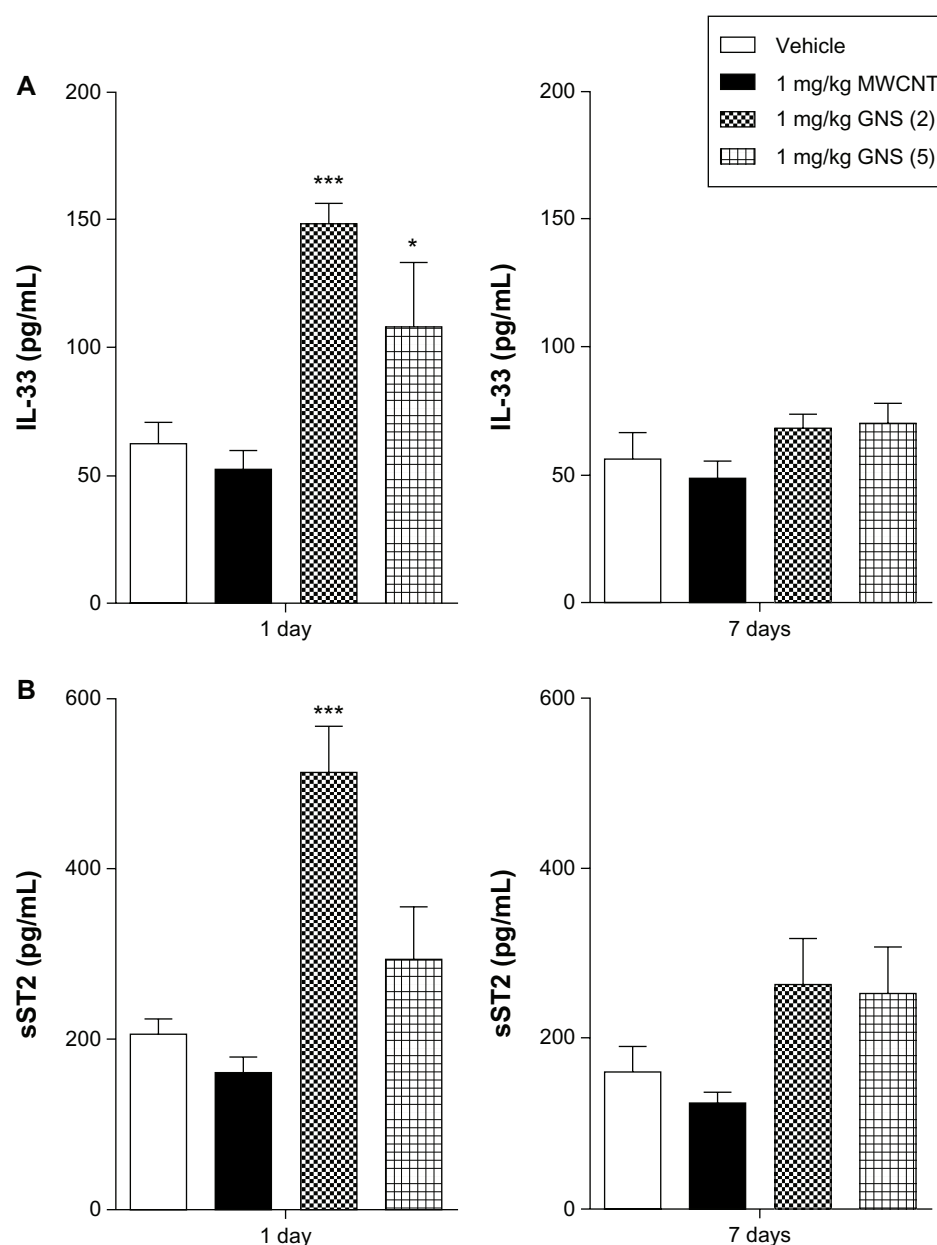 Vehicle
1 mg/kg MWCNT
1 mg/kg GNS (2)
1 mg/kg GNS (5)
A
IL-33 (pg/mL)
200
150
100
50
0
***
*
1 day
IL-33 (pg/mL)
200
150
100
50
0
7 days
B
sST2 (pg/mL)
600
400
200
0
***
1 day
sST2 (pg/mL)
600
400
200
0
7 days